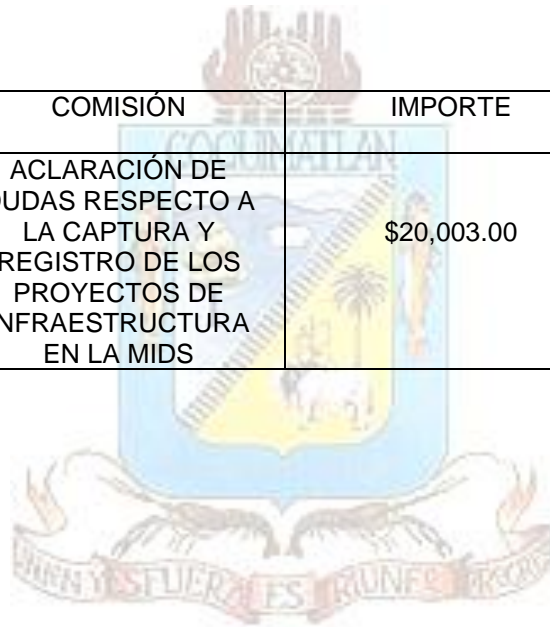 COMISIÓN IMPORTE
COQUIMATLAN
ACLARACIÓN DE
UDAS RESPECTO A
LA CAPTURA Y
REGISTRO DE LOS
PROYECTOS DE
NFRAESTRUCTURA
EN LA MIDS
$20,003.00